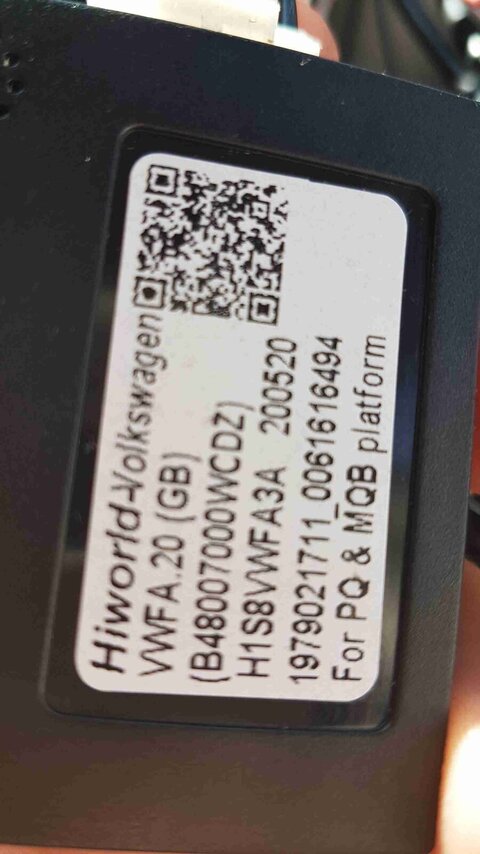 Hiworld-Volkswagen
VWFA.20 (GB)
(B48007000WCDZ)
H1S8VWFA3A 200520
1979021711_0061616494
For PQ & MQB platform